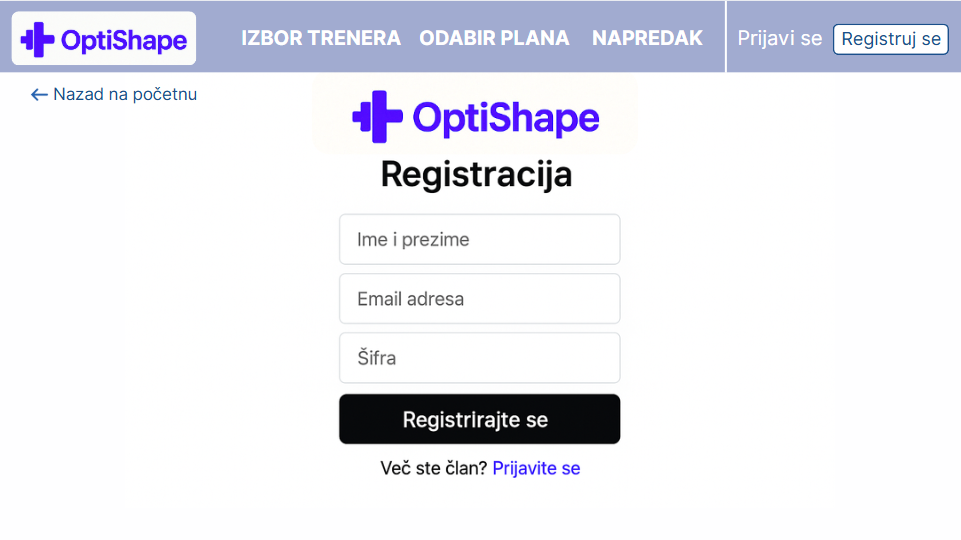 OptiShape IZBOR TRENERA ODABIR PLANA NAPREDAK Prijavi se Registruj se
← Nazad na početnu
OptiShape
Registracija
Ime i prezime
Email adresa
Šifra
Registrirajte se
Več ste član? Prijavite se